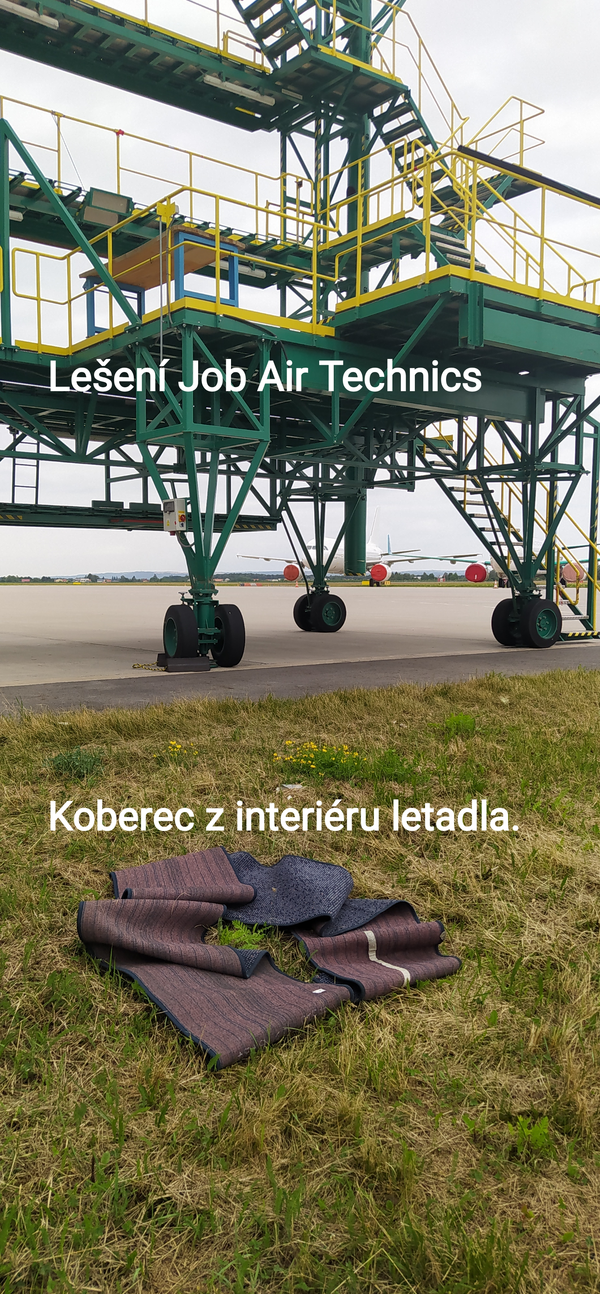 Lešení Job Air Technics
Koberec z interiéru letadla.